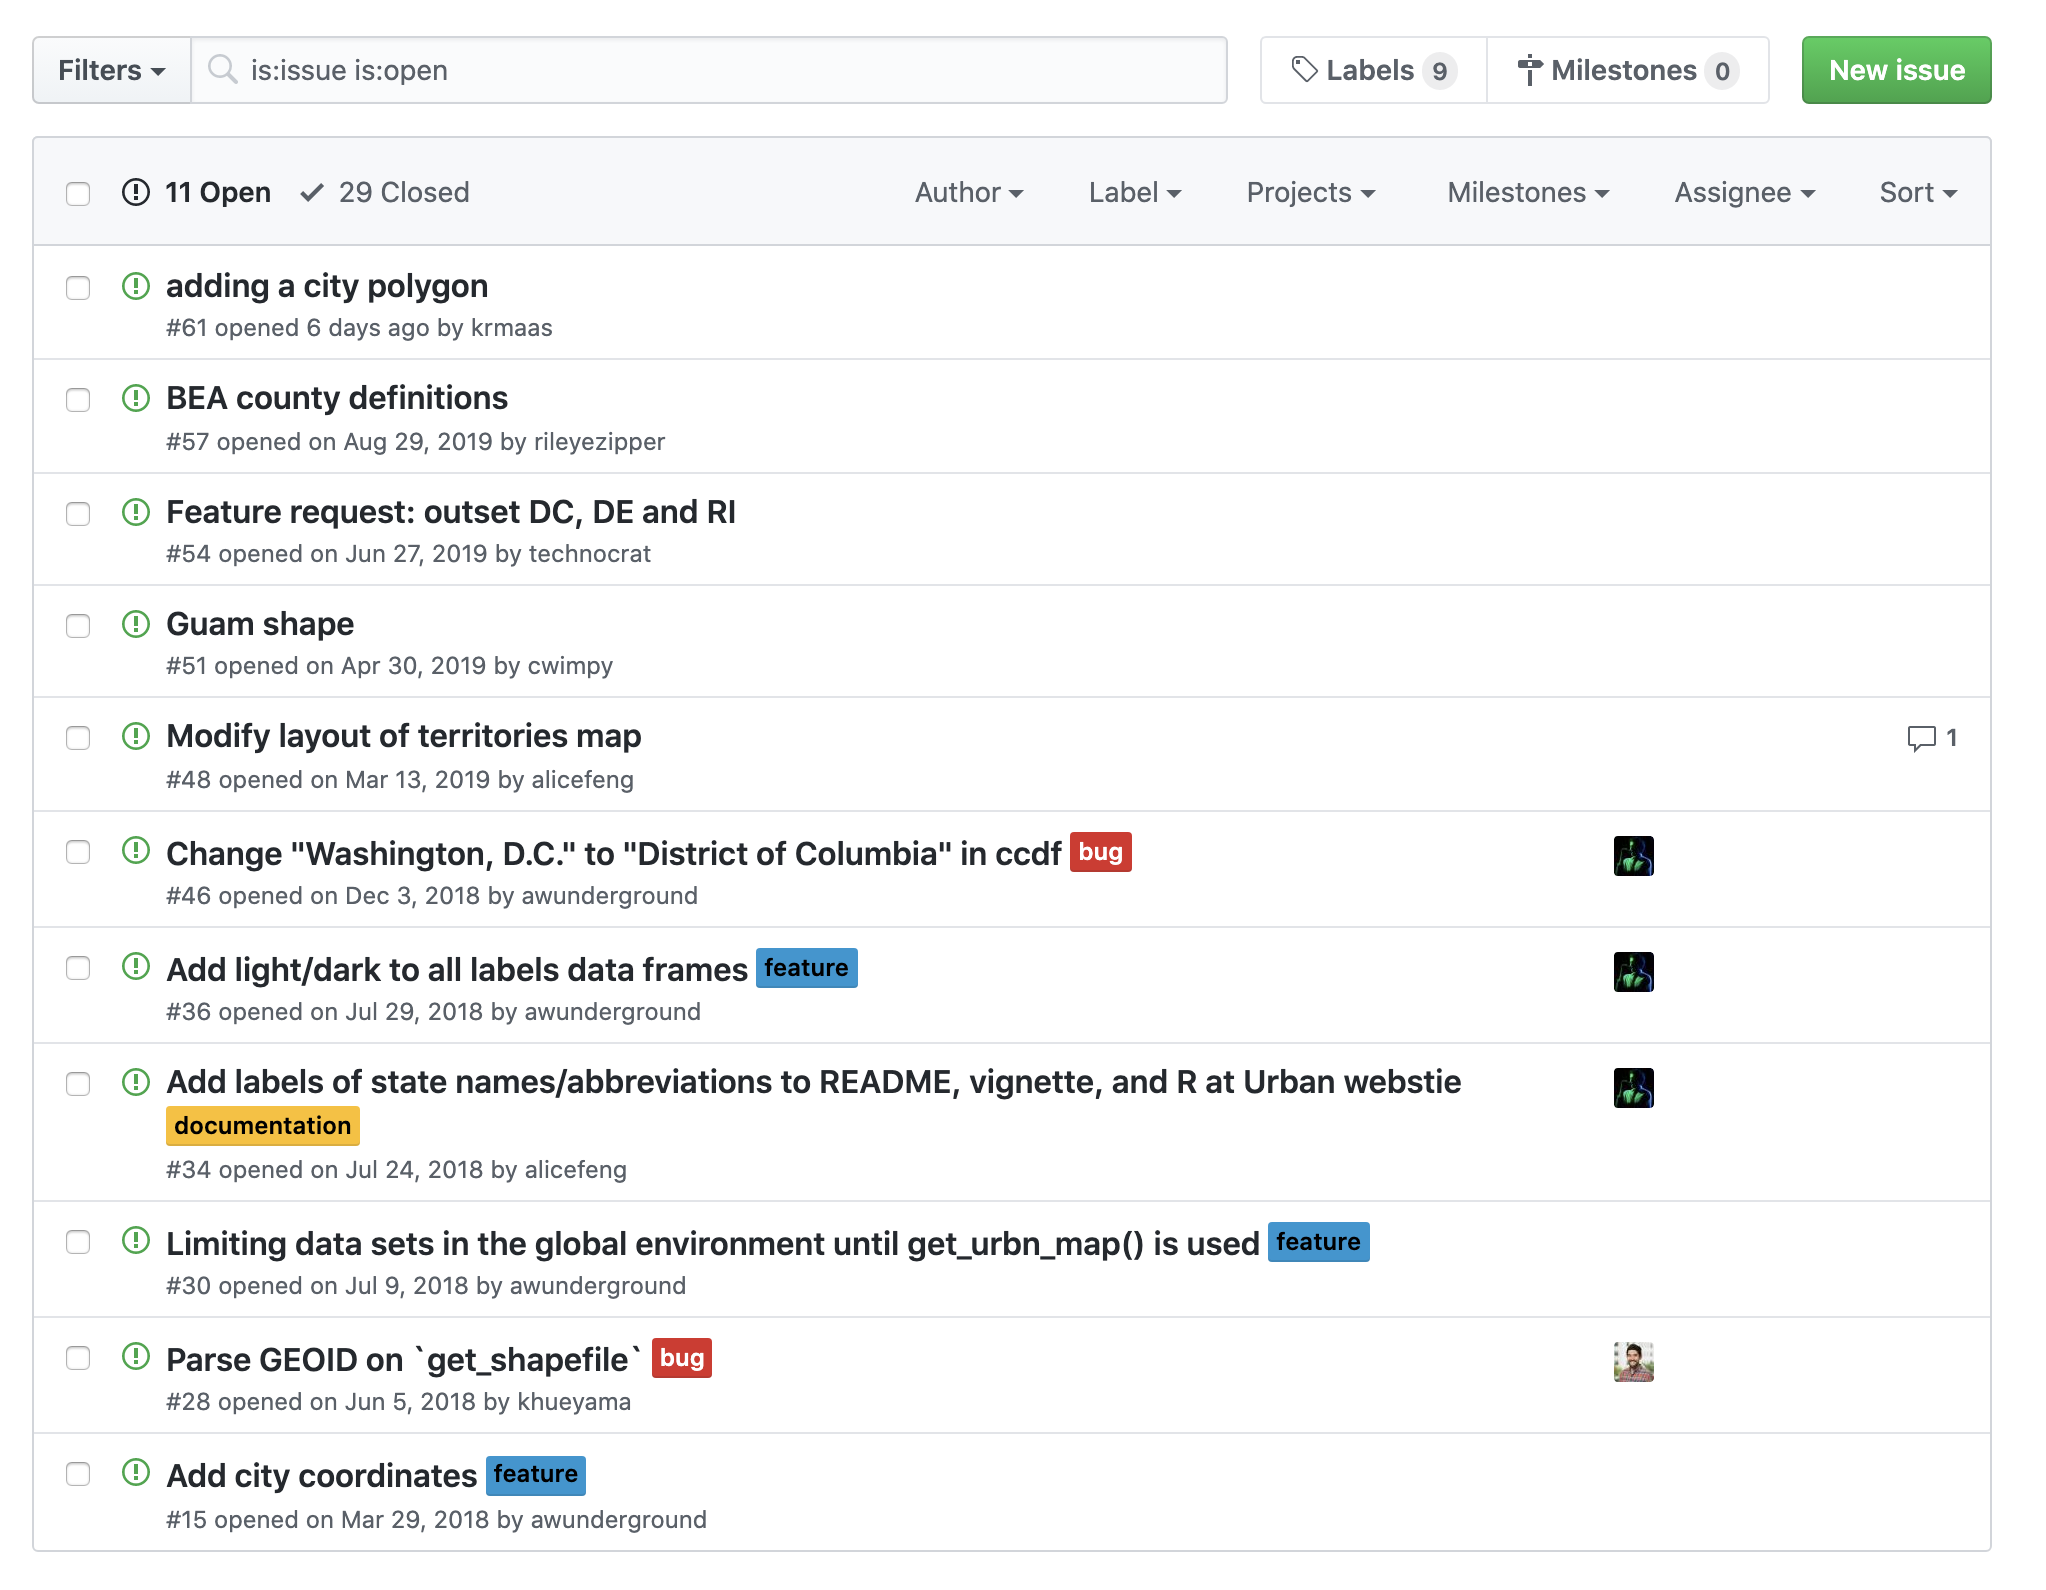 Filters is:issue is:open Labels 9 Milestones 0 New issue
11 Open 29 Closed Author Label Projects Milestones Assignee Sort
adding a city polygon
#61 opened 6 days ago by krmaas
BEA county definitions
#57 opened on Aug 29, 2019 by rileyezipper
Feature request: outset DC, DE and RI
#54 opened on Jun 27, 2019 by technocrat
Guam shape
#51 opened on Apr 30, 2019 by cwimpy
Modify layout of territories map 1
#48 opened on Mar 13, 2019 by alicefeng
Change "Washington, D.C." to "District of Columbia" in ccdf bug
#46 opened on Dec 3, 2018 by awunderground
Add light/dark to all labels data frames feature
#36 opened on Jul 29, 2018 by awunderground
Add labels of state names/abbreviations to README, vignette, and R at Urban webstie
documentation
#34 opened on Jul 24, 2018 by alicefeng
Limiting data sets in the global environment until get_urbn_map() is used feature
#30 opened on Jul 9, 2018 by awunderground
Parse GEOID on `get_shapefile` bug
#28 opened on Jun 5, 2018 by khueyama
Add city coordinates feature
#15 opened on Mar 29, 2018 by awunderground